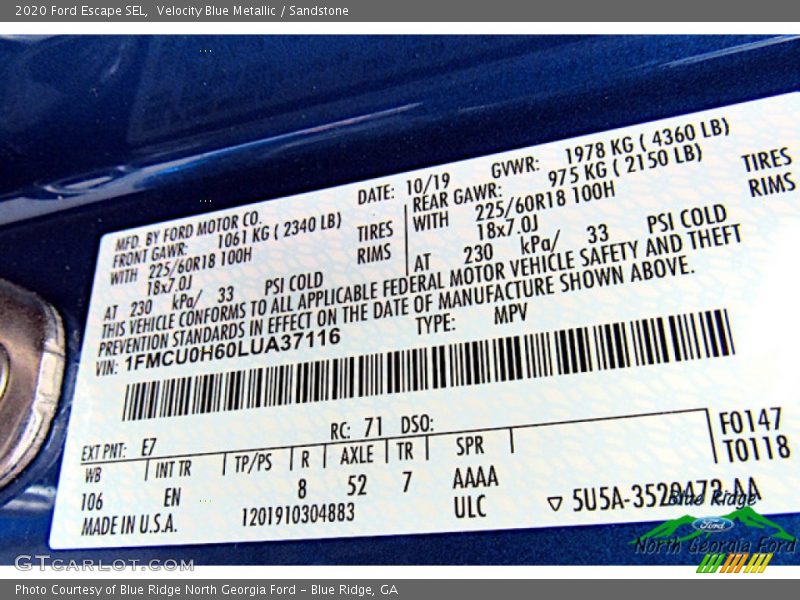 2020 Ford Escape SEL, Velocity Blue Metallic / Sandstone
MFD. BY FORD MOTOR CO.
DATE: 10/19
GVWR: 1978 KG ( 4360 LB)
FRONT GAWR: 1061 KG ( 2340 LB)
REAR GAWR: 975 KG ( 2150 LB)
WITH 225/60R18 100H TIRES
WITH 225/60R18 100H TIRES
18x7.0J RIMS
18x7.0J RIMS
AT 230 kPa/ 33 PSI COLD
AT 230 kPa/ 33 PSI COLD
THIS VEHICLE CONFORMS TO ALL APPLICABLE FEDERAL MOTOR VEHICLE SAFETY AND THEFT
PREVENTION STANDARDS IN EFFECT ON THE DATE OF MANUFACTURE SHOWN ABOVE.
VIN: 1FMCU0H60LUA37116
TYPE: MPV
EXT PNT: E7 RC: 71 DSO:
F0147
T0118
WB INT TR TP/PS R AXLE TR SPR
106 EN 8 52 7 AAAA
MADE IN U.S.A. 1201910304883 ULC
5U5A-3520472-AA
Blue Ridge
Ford
North Georgia Ford
GTCARLOT.COM
Photo Courtesy of Blue Ridge North Georgia Ford - Blue Ridge, GA